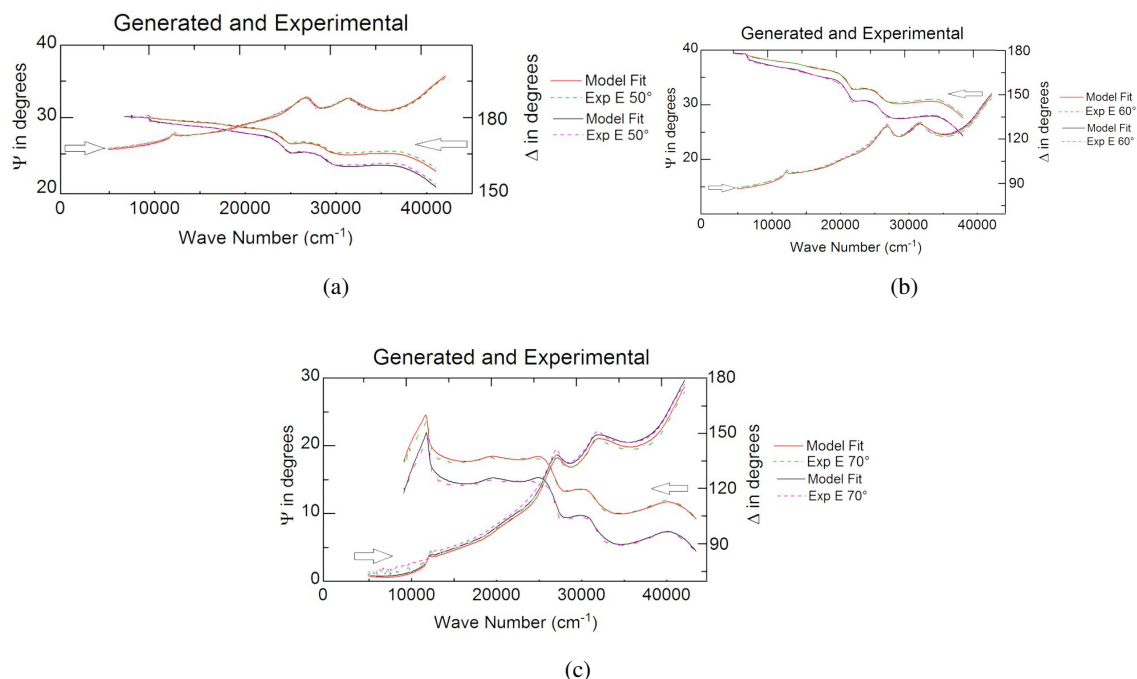 Generated and Experimental
40
30
20
Ψ in degrees
180
150
Δ in degrees
0 10000 20000 30000 40000
Wave Number (cm⁻¹)
Model Fit
Exp E 50°
Model Fit
Exp E 50°
(a)
Generated and Experimental
40
30
20
Ψ in degrees
180
150
120
90
Δ in degrees
0 10000 20000 30000 40000
Wave Number (cm⁻¹)
Model Fit
Exp E 60°
Model Fit
Exp E 60°
(b)
Generated and Experimental
30
20
10
0
Ψ in degrees
180
150
120
90
Δ in degrees
0 10000 20000 30000 40000
Wave Number (cm⁻¹)
Model Fit
Exp E 70°
Model Fit
Exp E 70°
(c)